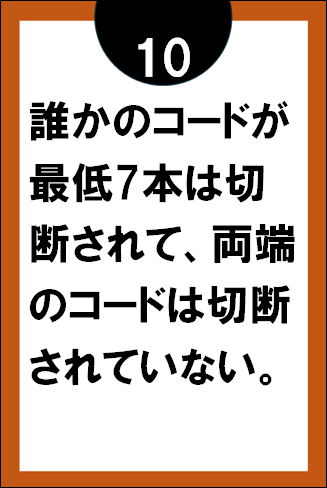 10
誰かのコードが
最低7本は切
断されて、両端
のコードは切断
されていない。